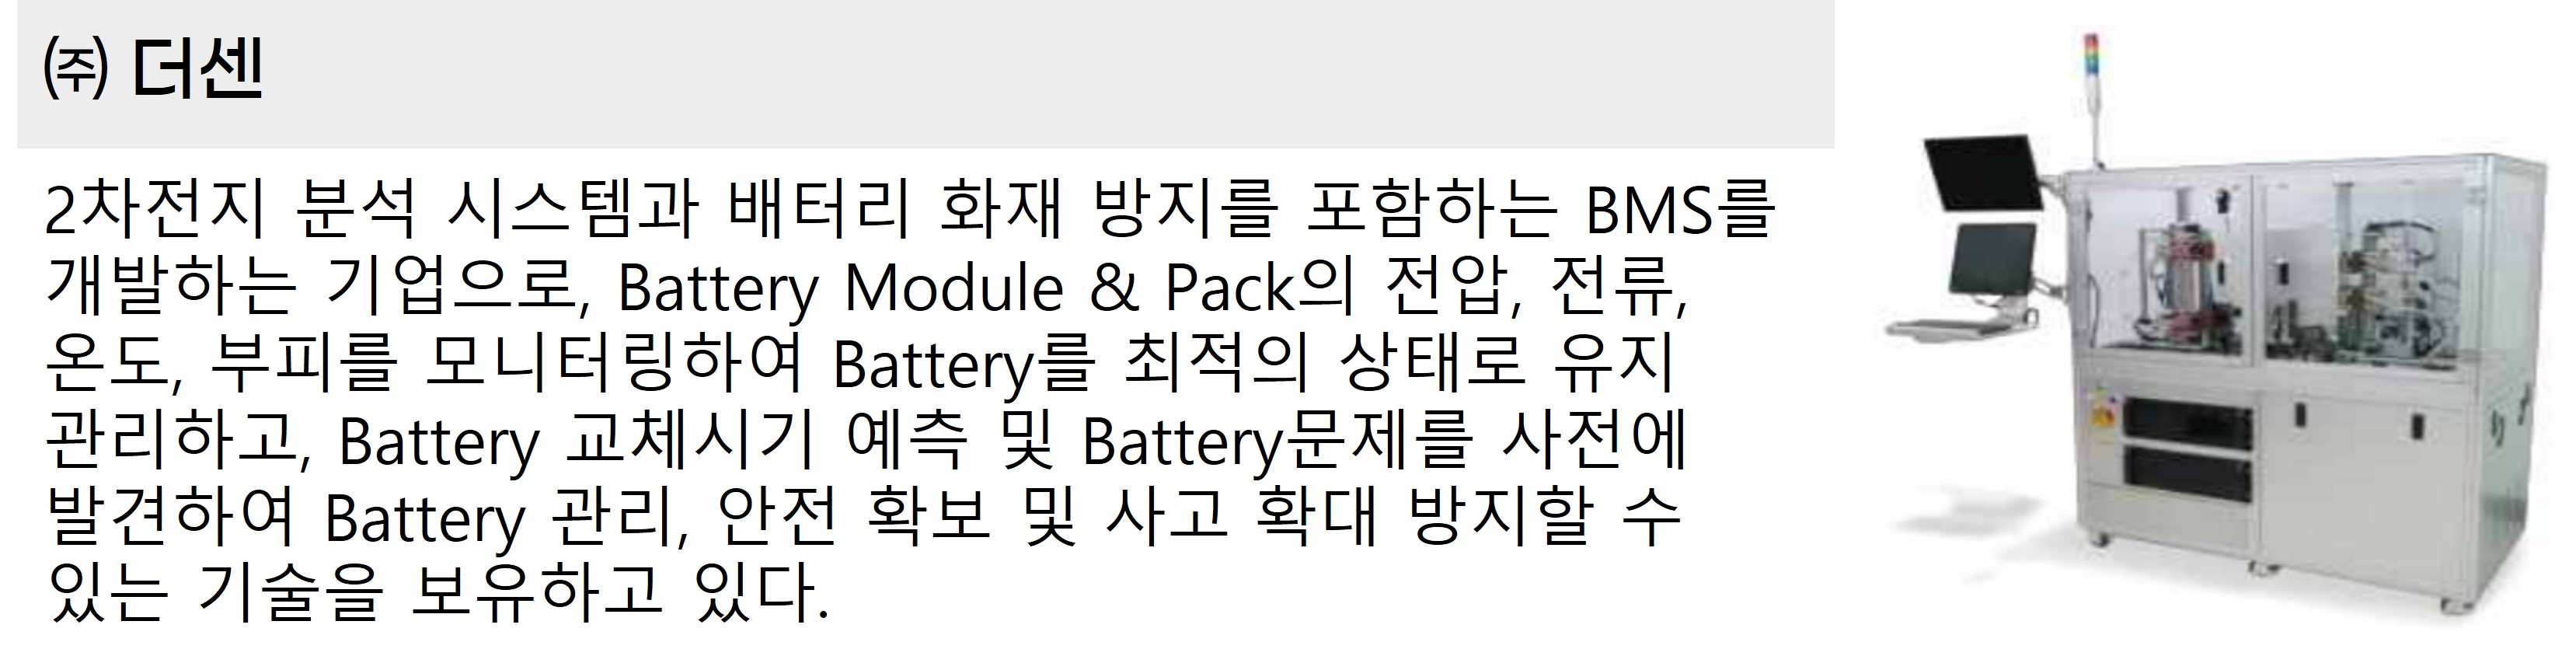 ㈜ 더센
2차전지 분석 시스템과 배터리 화재 방지를 포함하는 BMS를
개발하는 기업으로, Battery Module & Pack의 전압, 전류,
온도, 부피를 모니터링하여 Battery를 최적의 상태로 유지
관리하고, Battery 교체시기 예측 및 Battery문제를 사전에
발견하여 Battery 관리, 안전 확보 및 사고 확대 방지할 수
있는 기술을 보유하고 있다.